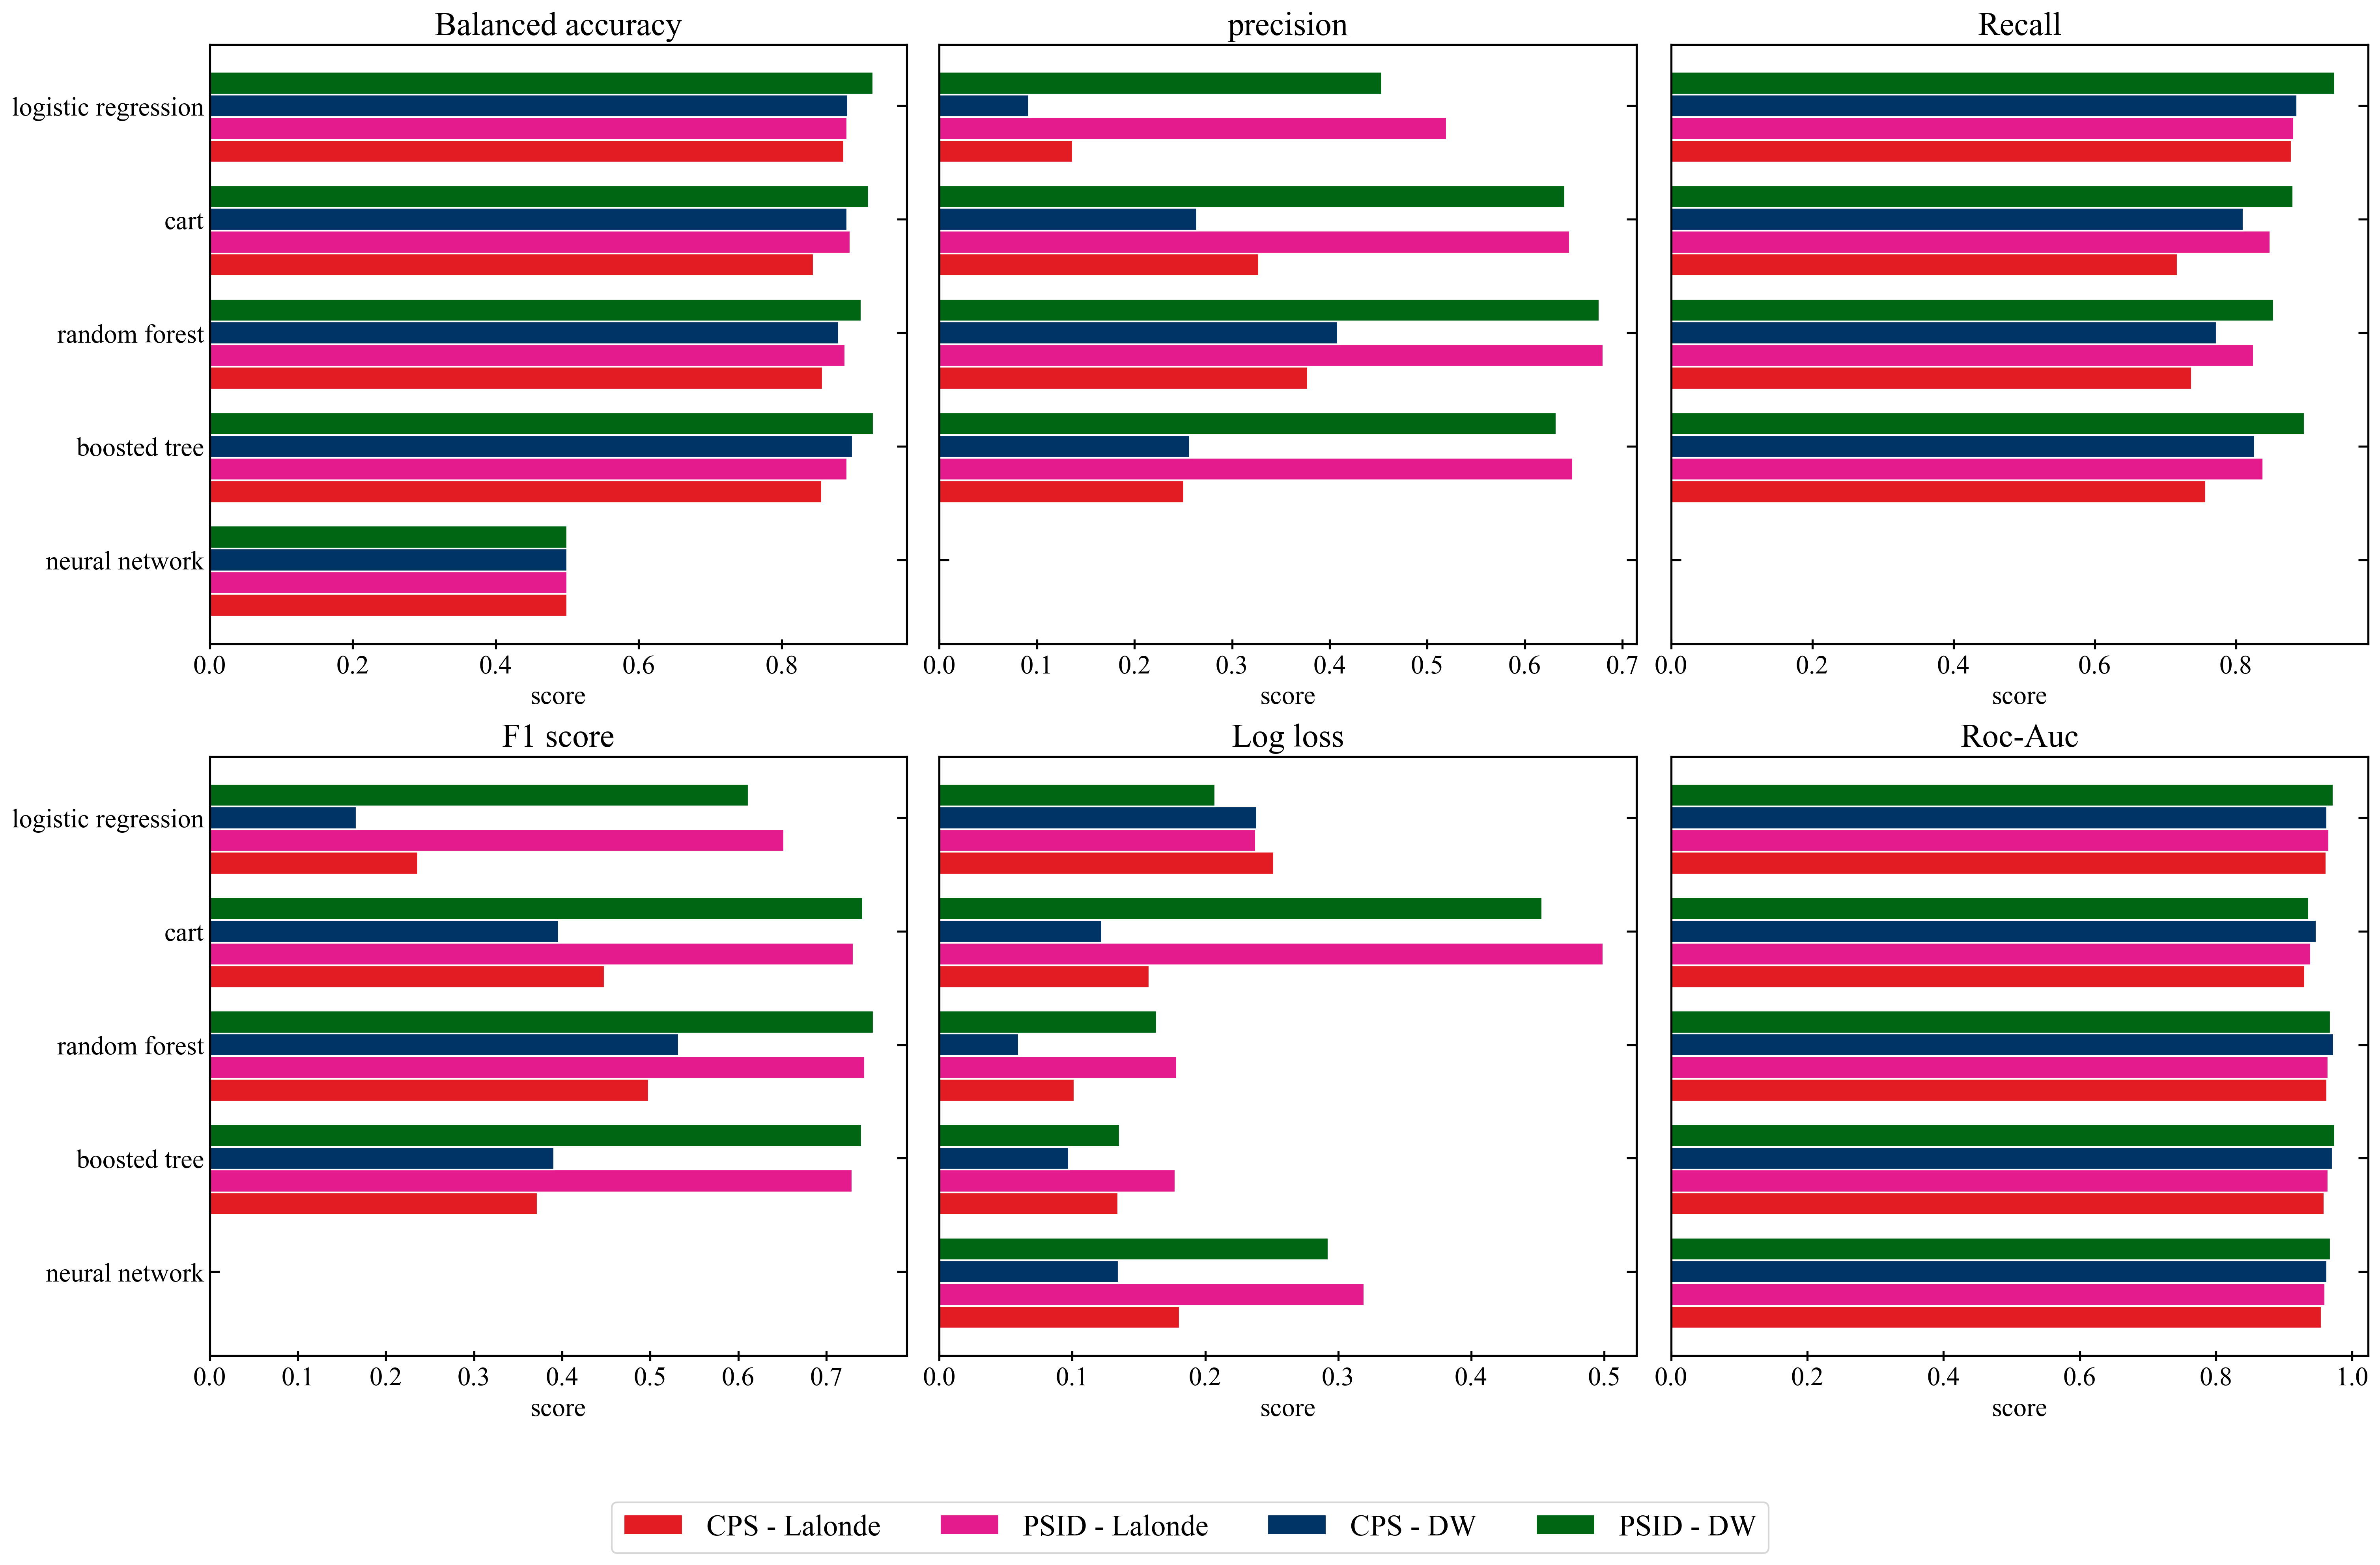 Balanced accuracy
precision
Recall
logistic regression
cart
random forest
boosted tree
neural network
0.0 0.2 0.4 0.6 0.8
0.0 0.1 0.2 0.3 0.4 0.5 0.6 0.7
0.0 0.2 0.4 0.6 0.8
score
score
score
F1 score
Log loss
Roc-Auc
logistic regression
cart
random forest
boosted tree
neural network
0.0 0.1 0.2 0.3 0.4 0.5 0.6 0.7
0.0 0.1 0.2 0.3 0.4 0.5
0.0 0.2 0.4 0.6 0.8 1.0
score
score
score
CPS - Lalonde PSID - Lalonde CPS - DW PSID - DW